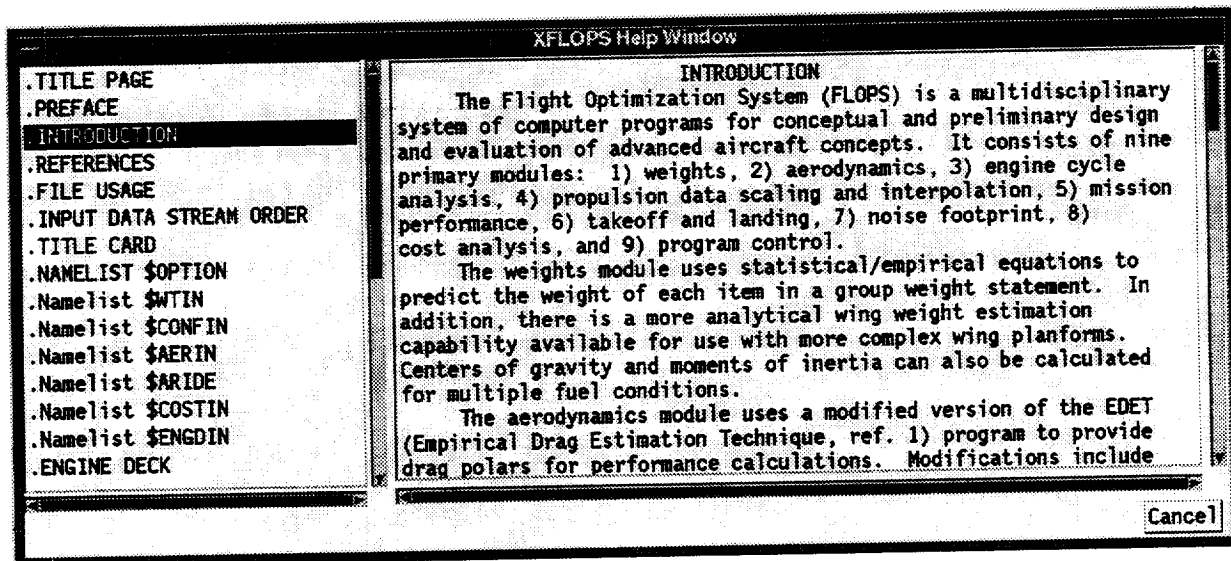 XFLOPS Help Window
.TITLE PAGE
.PREFACE
.INTRODUCTION
.REFERENCES
.FILE USAGE
.INPUT DATA STREAM ORDER
.TITLE CARD
.NAMELIST $OPTION
.Namelist $WTIN
.Namelist $CONFIN
.Namelist $AERIN
.Namelist $ARIDE
.Namelist $COSTIN
.Namelist $ENGDIN
.ENGINE DECK
INTRODUCTION
The Flight Optimization System (FLOPS) is a multidisciplinary
system of computer programs for conceptual and preliminary design
and evaluation of advanced aircraft concepts. It consists of nine
primary modules: 1) weights, 2) aerodynamics, 3) engine cycle
analysis, 4) propulsion data scaling and interpolation, 5) mission
performance, 6) takeoff and landing, 7) noise footprint, 8)
cost analysis, and 9) program control.
The weights module uses statistical/empirical equations to
predict the weight of each item in a group weight statement. In
addition, there is a more analytical wing weight estimation
capability available for use with more complex wing planforms.
Centers of gravity and moments of inertia can also be calculated
for multiple fuel conditions.
The aerodynamics module uses a modified version of the EDET
(Empirical Drag Estimation Technique, ref. 1) program to provide
drag polars for performance calculations. Modifications include
Cancel